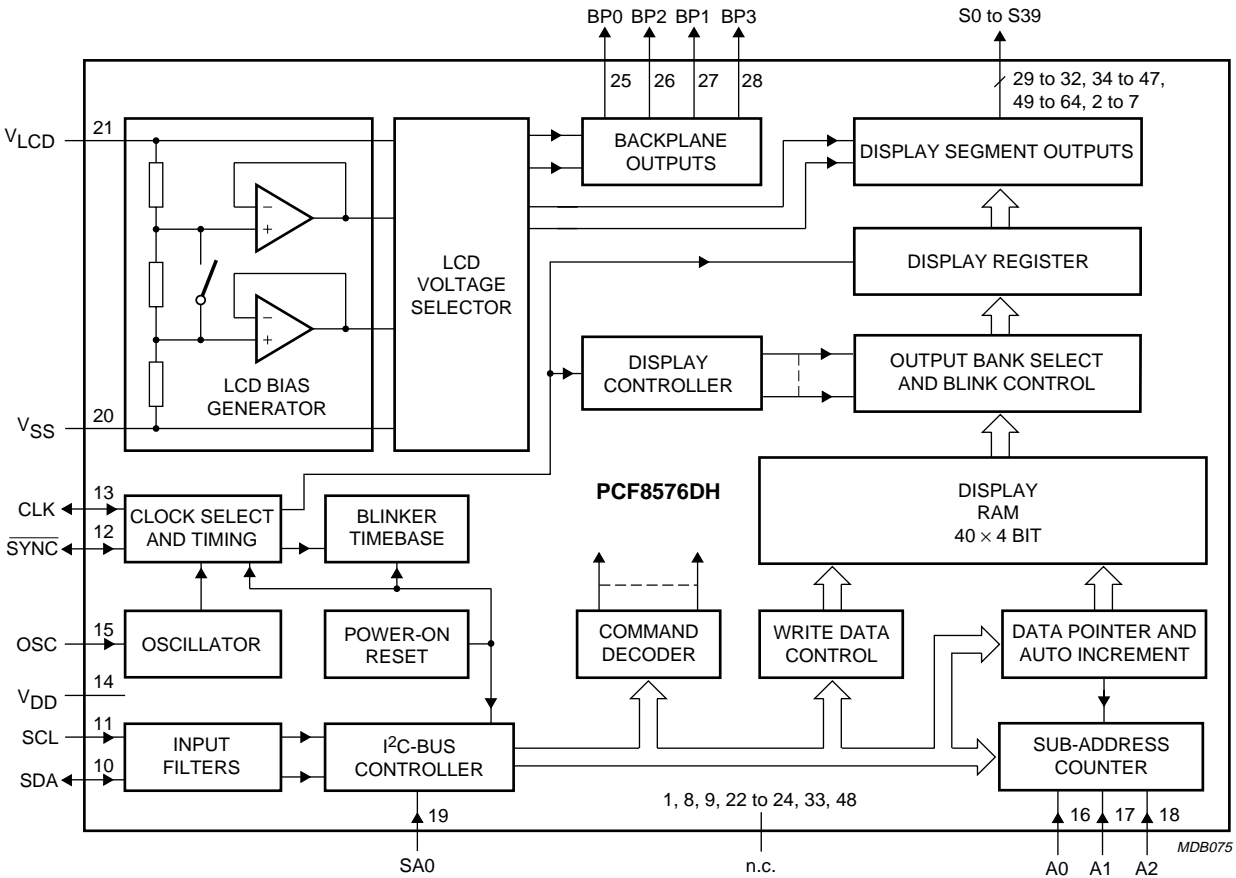 BP0 BP2 BP1 BP3
S0 to S39
25 26 27 28
29 to 32, 34 to 47,
49 to 64, 2 to 7
VLCD
21
BACKPLANE
OUTPUTS
DISPLAY SEGMENT OUTPUTS
−
+
LCD
VOLTAGE
SELECTOR
DISPLAY REGISTER
−
+
LCD BIAS
GENERATOR
DISPLAY
CONTROLLER
OUTPUT BANK SELECT
AND BLINK CONTROL
VSS
20
CLK
13
SYNC
12
CLOCK SELECT
AND TIMING
BLINKER
TIMEBASE
PCF8576DH
DISPLAY
RAM
40 × 4 BIT
OSC
15
OSCILLATOR
POWER-ON
RESET
COMMAND
DECODER
WRITE DATA
CONTROL
DATA POINTER AND
AUTO INCREMENT
VDD
14
SCL
11
SDA
10
INPUT
FILTERS
I2C-BUS
CONTROLLER
SUB-ADDRESS
COUNTER
19
SA0
1, 8, 9, 22 to 24, 33, 48
n.c.
16 17 18
A0 A1 A2
MDB075